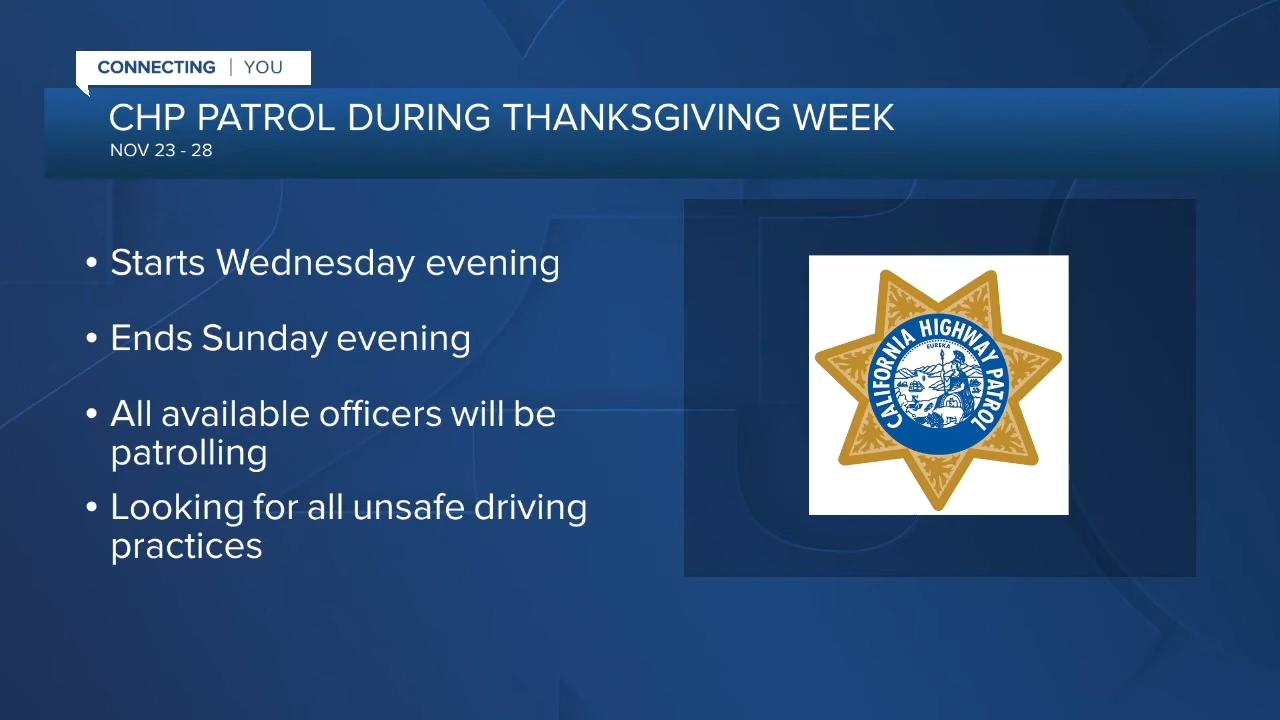 CONNECTING | YOU
CHP PATROL DURING THANKSGIVING WEEK
NOV 23 - 28
• Starts Wednesday evening
• Ends Sunday evening
• All available officers will be
patrolling
• Looking for all unsafe driving
practices
CALIFORNIA HIGHWAY PATROL
EUREKA